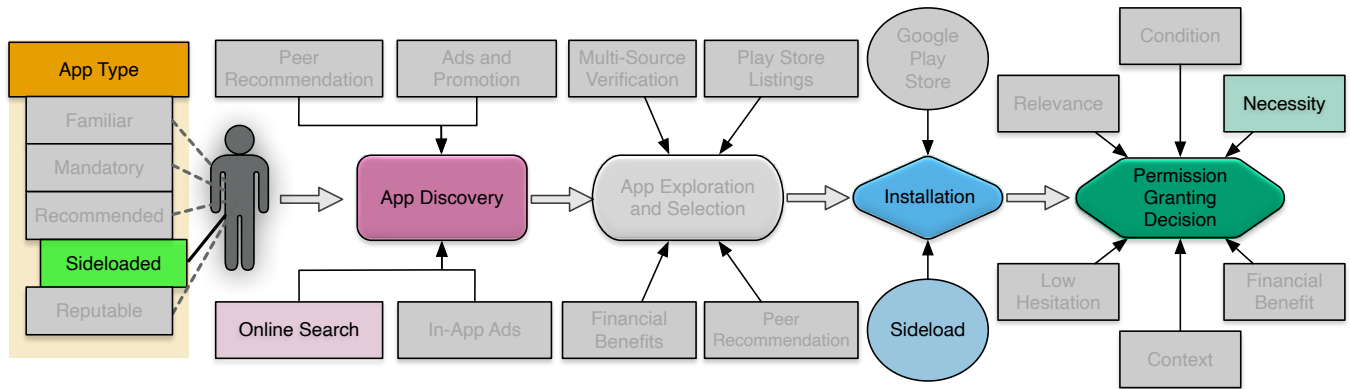 App Type
Familiar
Mandatory
Recommended
Sideloaded
Reputable
Peer
Recommendation
Ads and
Promotion
App Discovery
Online Search
In-App Ads
Multi-Source
Verification
Play Store
Listings
App Exploration
and Selection
Financial
Benefits
Peer
Recommendation
Google
Play
Store
Installation
Sideload
Condition
Relevance
Necessity
Permission
Granting
Decision
Low
Hesitation
Financial
Benefit
Context